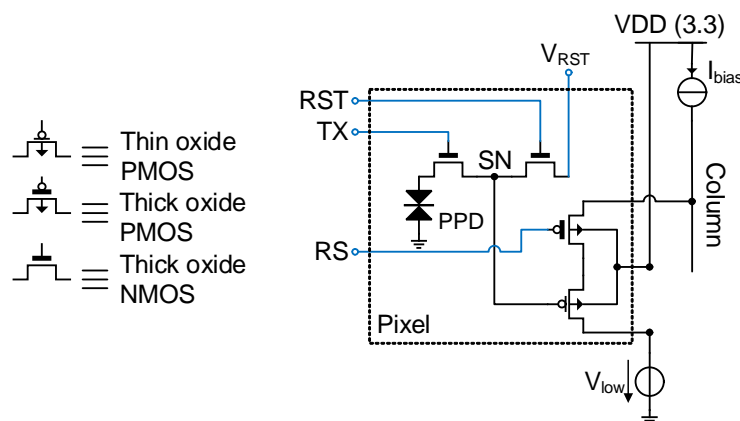 VDD (3.3)
V_RST
I_bias
RST
TX
SN
Thin oxide
PMOS
Thick oxide
PMOS
Thick oxide
NMOS
PPD
Column
RS
Pixel
V_low